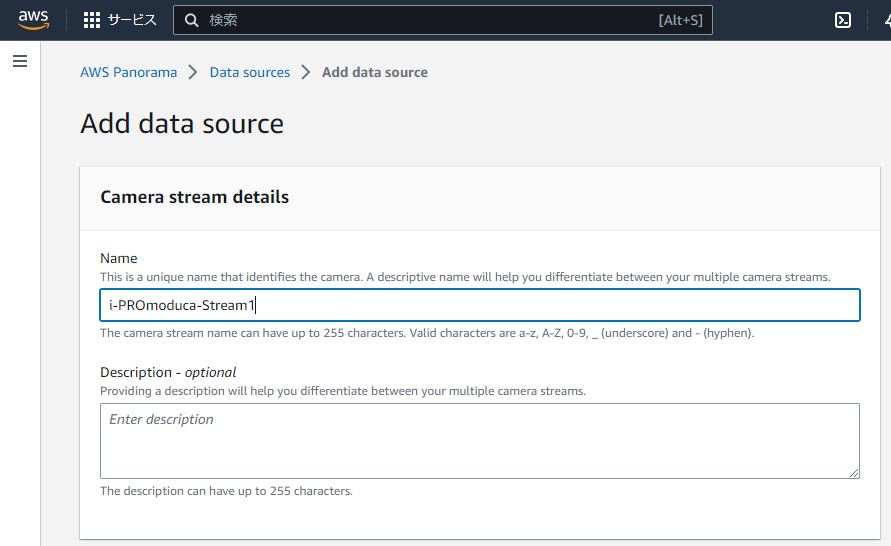 aws
サービス
検索
[Alt+S]
AWS Panorama
Data sources
Add data source
Add data source
Camera stream details
Name
This is a unique name that identifies the camera. A descriptive name will help you differentiate between your multiple camera streams.
i-PROmoduca-Stream1
The camera stream name can have up to 255 characters. Valid characters are a-z, A-Z, 0-9, _ (underscore) and - (hyphen).
Description - optional
Providing a description will help you differentiate between your multiple camera streams.
Enter description
The description can have up to 255 characters.